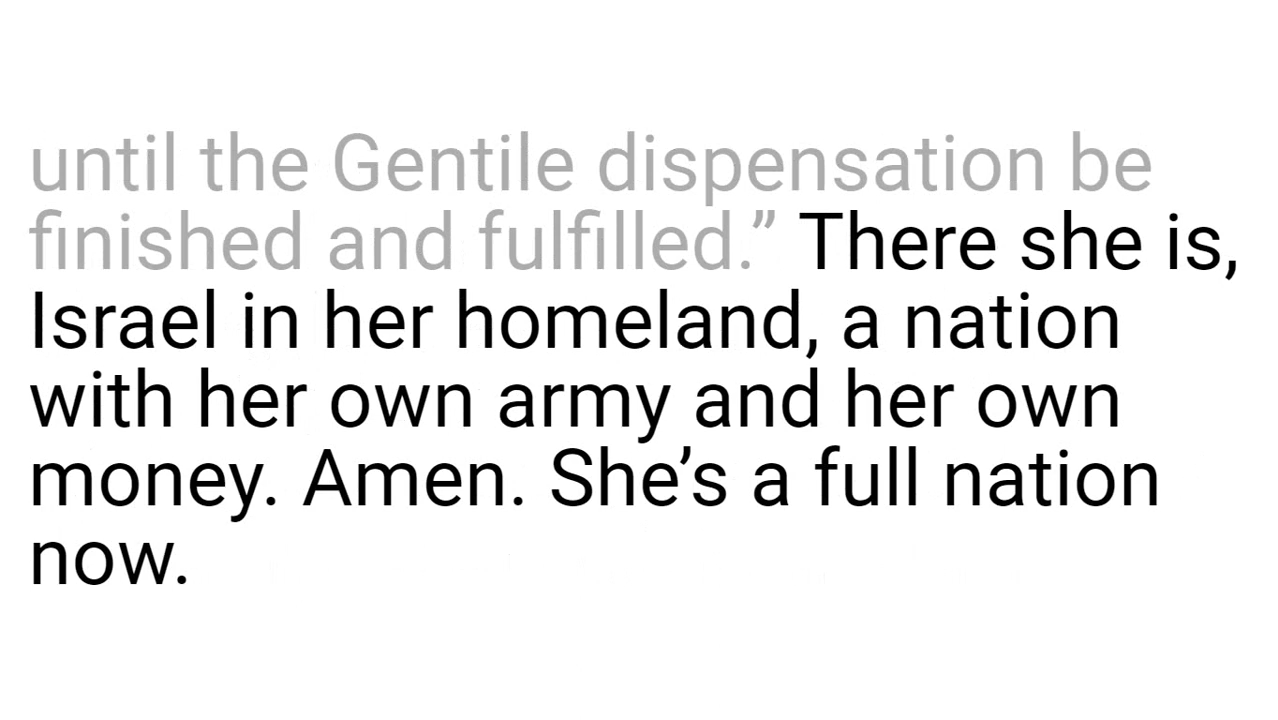 until the Gentile dispensation be
finished and fulfilled.” There she is,
Israel in her homeland, a nation
with her own army and her own
money. Amen. She’s a full nation
now.